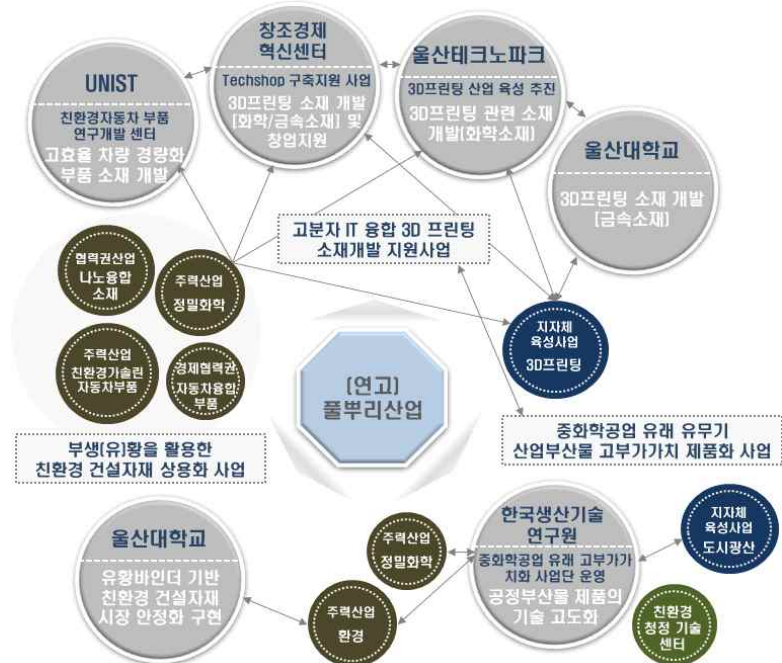 창조경제
혁신센터
Techshop 구축지원 사업
3D프린팅 소재 개발
(화학/금속소재) 및
창업지원
울산테크노파크
3D프린팅 산업 육성 추진
3D프린팅 관련 소재
개발(화학소재)
UNIST
친환경자동차 부품
연구개발 센터
고효율 차량 경량화
부품 소재 개발
울산대학교
3D프린팅 소재 개발
(금속소재)
고분자 IT 융합 3D 프린팅
소재개발 지원사업
협력권산업
나노융합
소재
주력산업
정밀화학
주력산업
친환경가솔린
자동차부품
경제협력권
자동차융합
부품
지자체
육성사업
3D프린팅
(연고)
풀뿌리산업
부생(유)황을 활용한
친환경 건설자재 상용화 사업
중화학공업 유래 유무기
산업부산물 고부가가치 제품화 사업
울산대학교
유황바인더 기반
친환경 건설자재
시장 안정화 구현
주력산업
정밀화학
주력산업
환경
한국생산기술
연구원
중화학공업 유래 고부가가
치화 사업단 운영
공정부산물 제품의
기술 고도화
지자체
육성사업
도시광산
친환경
청정 기술
센터